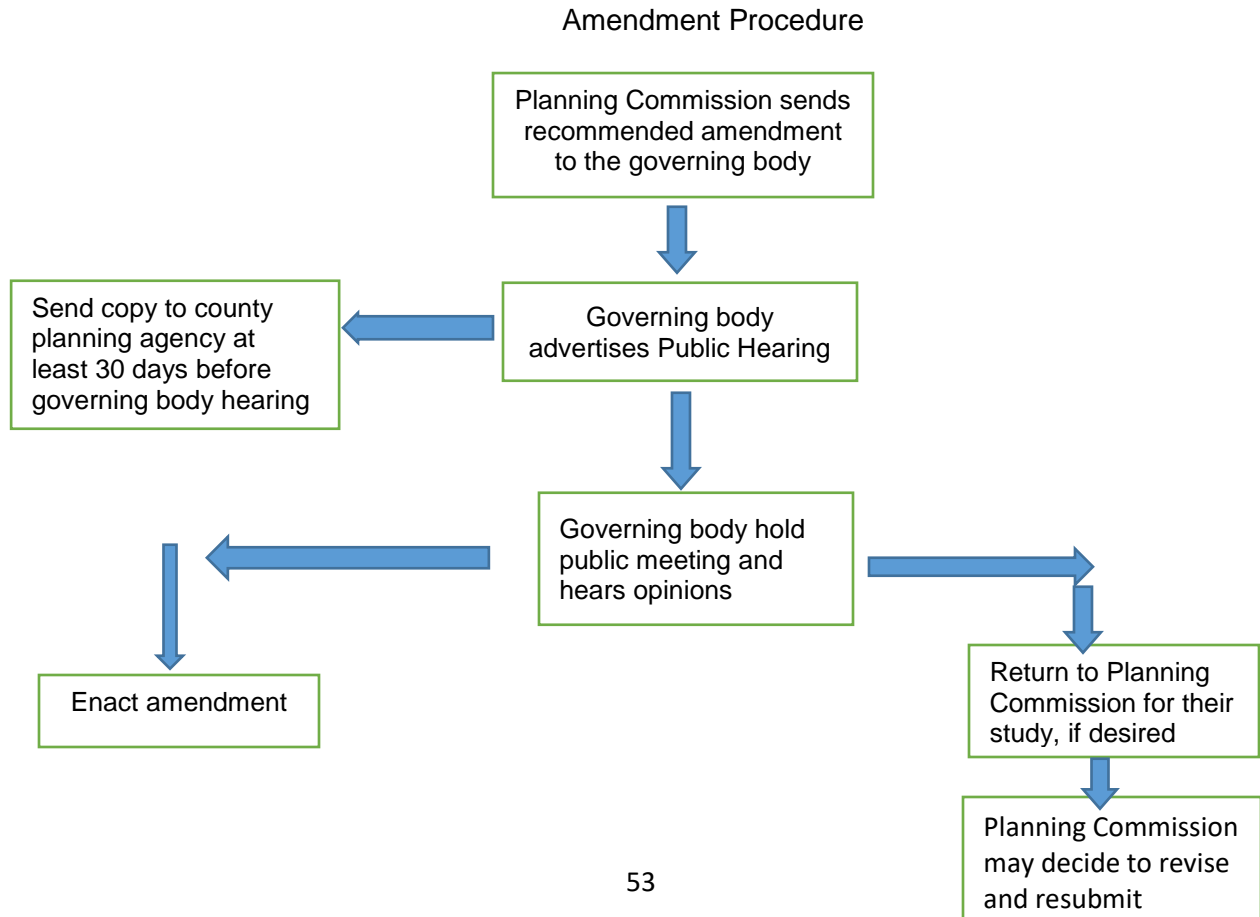 Amendment Procedure
Planning Commission sends
recommended amendment
to the governing body
Send copy to county
planning agency at
least 30 days before
governing body hearing
Governing body
advertises Public Hearing
Governing body hold
public meeting and
hears opinions
Enact amendment
Return to Planning
Commission for their
study, if desired
Planning Commission
may decide to revise
and resubmit
53